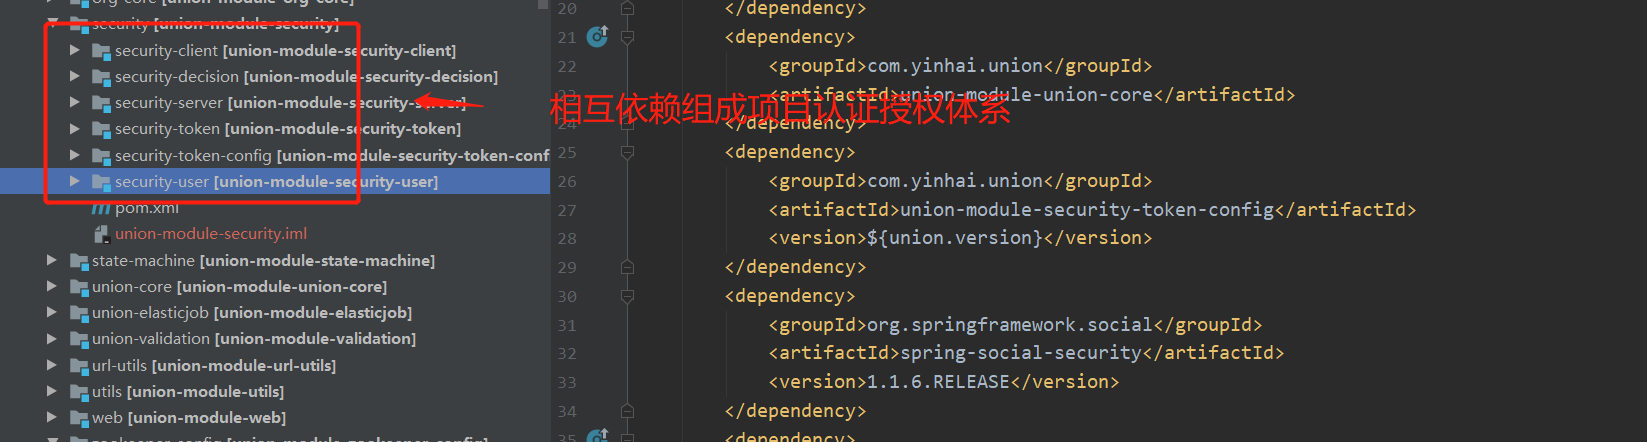 org-core [union-module-org-core]
security [union-module-security]
security-client [union-module-security-client]
security-decision [union-module-security-decision]
security-server [union-module-security-server]
security-token [union-module-security-token]
security-token-config [union-module-security-token-conf
security-user [union-module-security-user]
pom.xml
union-module-security.iml
state-machine [union-module-state-machine]
union-core [union-module-union-core]
union-elasticjob [union-module-elasticjob]
union-validation [union-module-validation]
url-utils [union-module-url-utils]
utils [union-module-utils]
web [union-module-web]
zookeeper-config [union-module-zookeeper-config]
相互依赖组成项目认证授权体系
20 </dependency>
21 <dependency>
22 <groupId>com.yinhai.union</groupId>
23 <artifactId>union-module-union-core</artifactId>
24 </dependency>
25 <dependency>
26 <groupId>com.yinhai.union</groupId>
27 <artifactId>union-module-security-token-config</artifactId>
28 <version>${union.version}</version>
29 </dependency>
30 <dependency>
31 <groupId>org.springframework.social</groupId>
32 <artifactId>spring-social-security</artifactId>
33 <version>1.1.6.RELEASE</version>
34 </dependency>
35 <dependency>